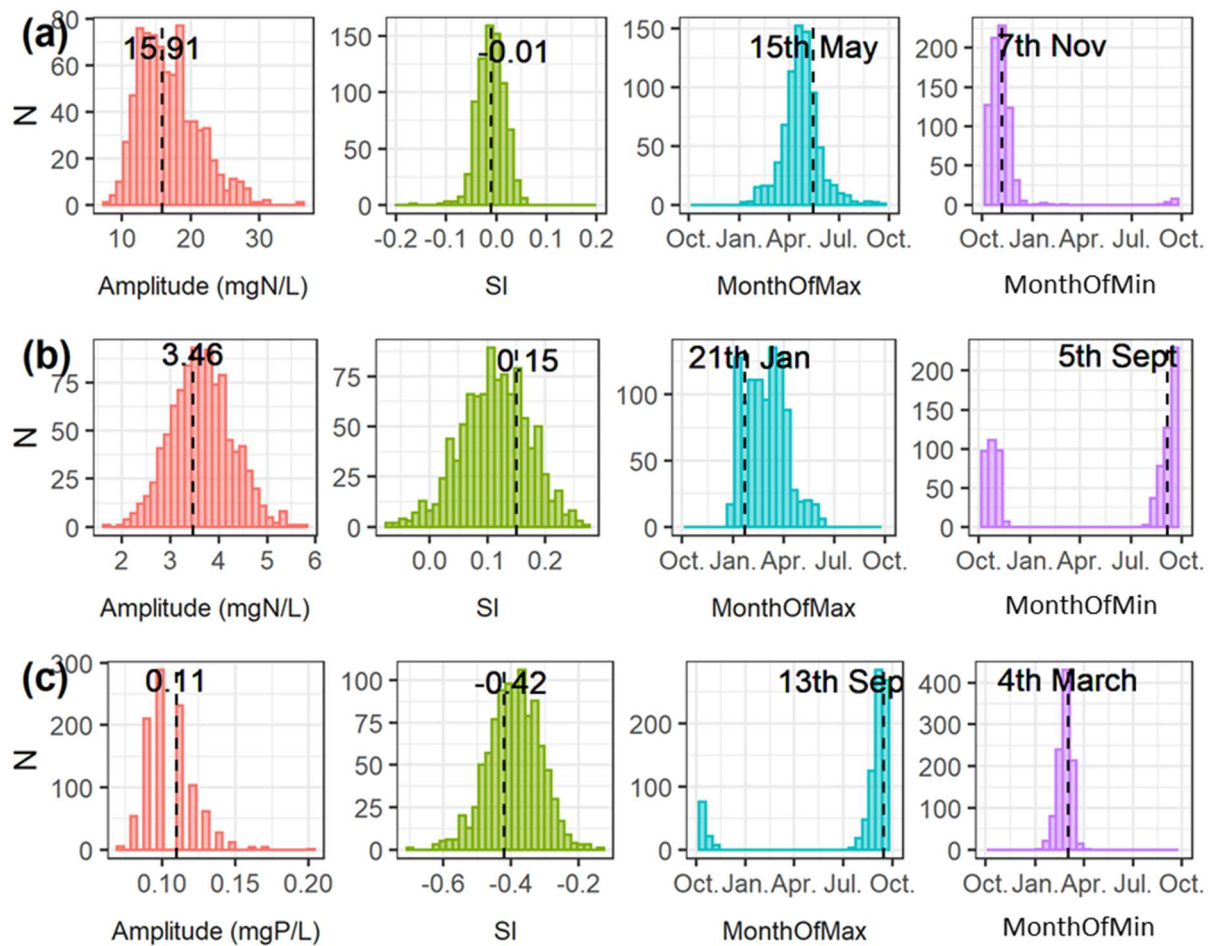 (a)
N
80
60
40
20
0
15.91
10 20 30
Amplitude (mgN/L)
150
100
50
0
-0.01
-0.2 -0.1 0.0 0.1 0.2
SI
150
100
50
0
15th May
Oct. Jan. Apr. Jul. Oct.
MonthOfMax
200
150
100
50
0
7th Nov
Oct. Jan. Apr. Jul. Oct.
MonthOfMin
(b)
N
75
50
25
0
3.46
2 3 4 5 6
Amplitude (mgN/L)
75
50
25
0
0.15
0.0 0.1 0.2
SI
100
50
0
21th Jan
Oct. Jan. Apr. Jul. Oct.
MonthOfMax
200
150
100
50
0
5th Sept
Oct. Jan. Apr. Jul. Oct.
MonthOfMin
(c)
N
300
200
100
0
0.11
0.10 0.15 0.20
Amplitude (mgP/L)
100
75
50
25
0
-0.42
-0.6 -0.4 -0.2
SI
200
100
0
13th Sep
Oct. Jan. Apr. Jul. Oct.
MonthOfMax
400
300
200
100
0
4th March
Oct. Jan. Apr. Jul. Oct.
MonthOfMin